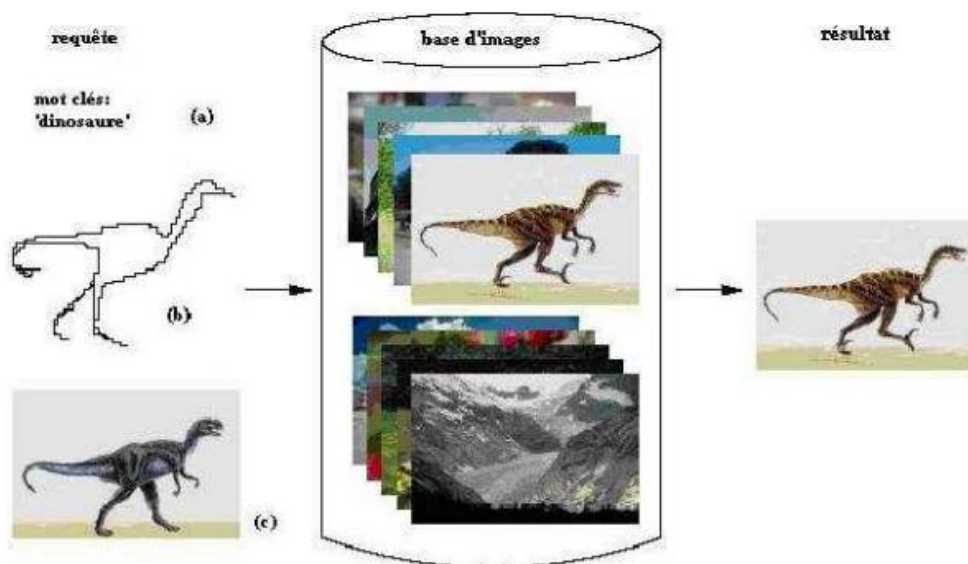 requête
base d'images
résultat
mot clés:
'dinosaure'
(a)
(b)
(c)